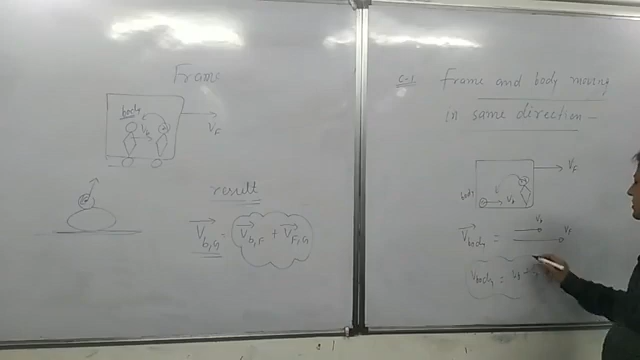 Frame
body
V_F
result
V_b,G = V_b,F + V_F,G
C-1 Frame and body moving
in same direction -
V_F
body
V_b
V_body =
V_b
V_body = V_b +